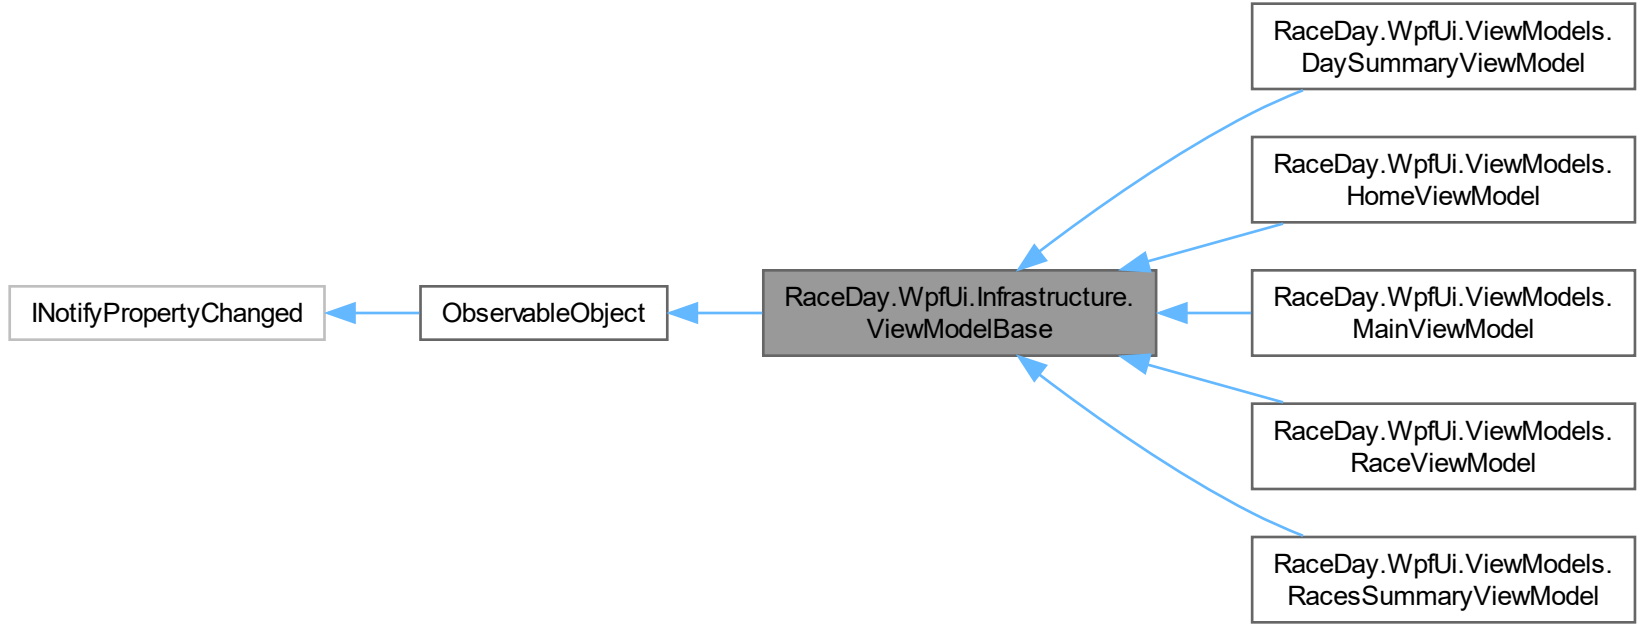 INotifyPropertyChanged
ObservableObject
RaceDay.WpfUi.Infrastructure.
ViewModelBase
RaceDay.WpfUi.ViewModels.
DaySummaryViewModel
RaceDay.WpfUi.ViewModels.
HomeViewModel
RaceDay.WpfUi.ViewModels.
MainViewModel
RaceDay.WpfUi.ViewModels.
RaceViewModel
RaceDay.WpfUi.ViewModels.
RacesSummaryViewModel